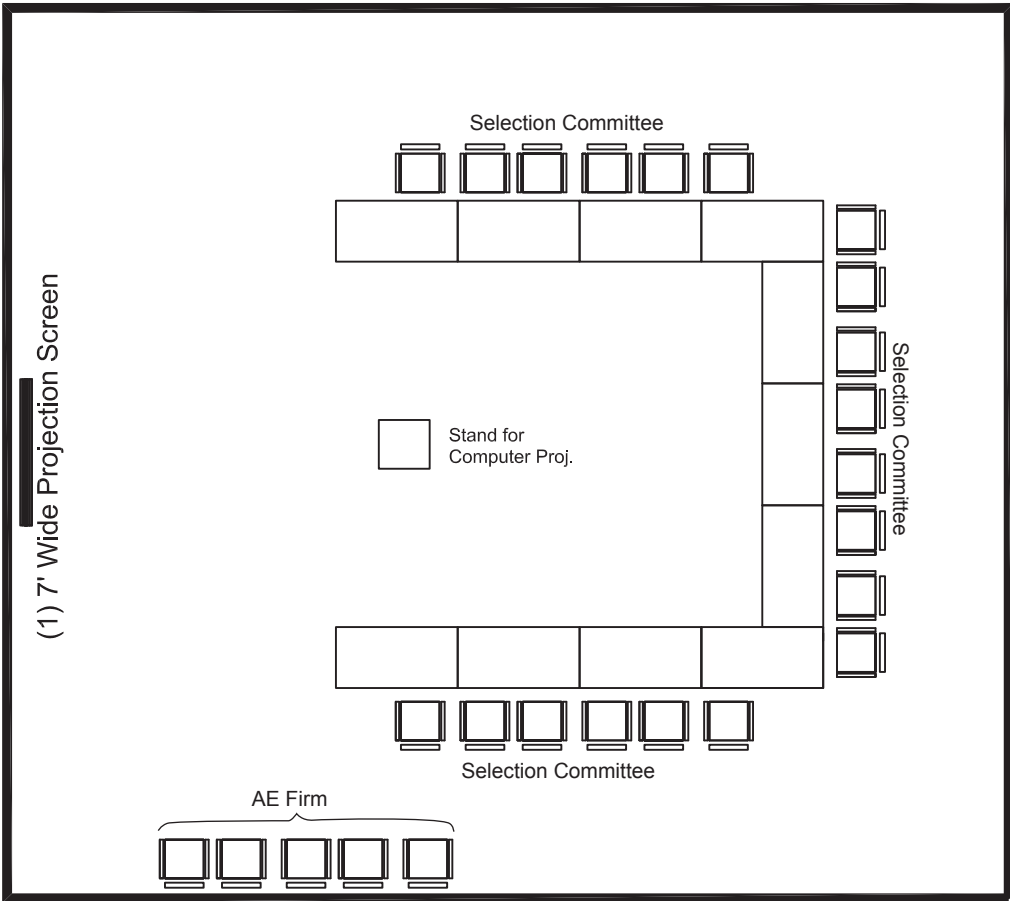 Selection Committee
(1) 7' Wide Projection Screen
Selection Committee
Stand for
Computer Proj.
Selection Committee
AE Firm